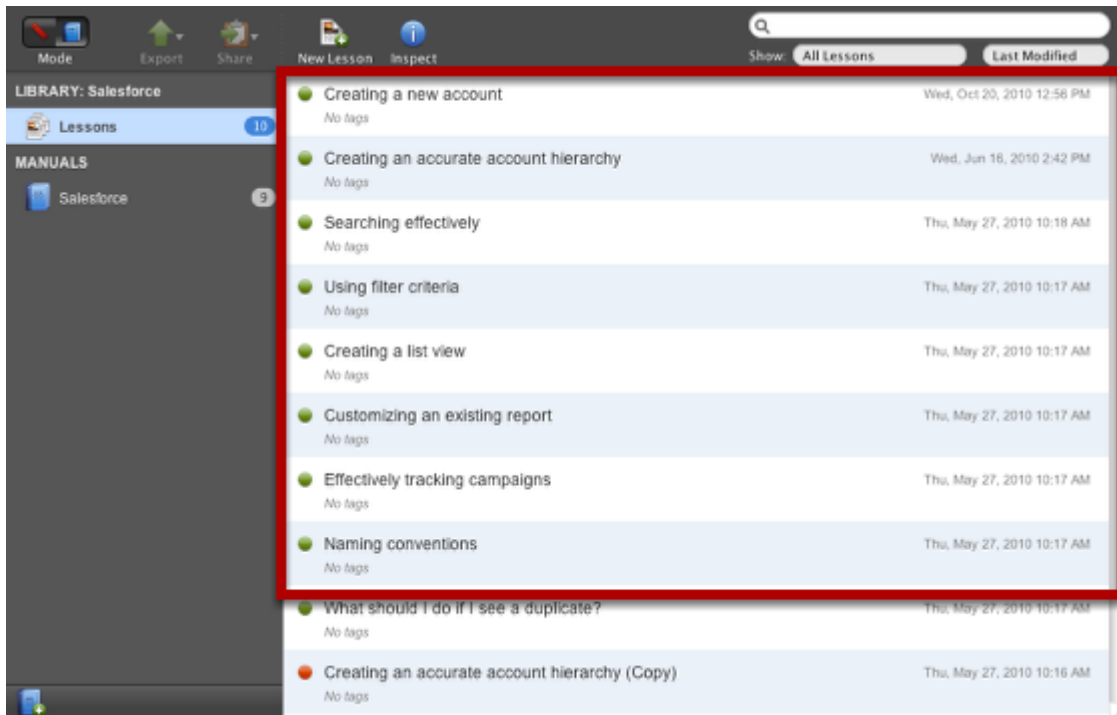 Mode
Export
Share
New Lesson
Inspect
Show:
All Lessons
Last Modified
LIBRARY: Salesforce
Lessons
10
MANUALS
Salesforce
9
Creating a new account
Wed, Oct 20, 2010 12:56 PM
No tags
Creating an accurate account hierarchy
Wed, Jun 16, 2010 2:42 PM
No tags
Searching effectively
Thu, May 27, 2010 10:18 AM
No tags
Using filter criteria
Thu, May 27, 2010 10:17 AM
No tags
Creating a list view
Thu, May 27, 2010 10:17 AM
No tags
Customizing an existing report
Thu, May 27, 2010 10:17 AM
No tags
Effectively tracking campaigns
Thu, May 27, 2010 10:17 AM
No tags
Naming conventions
Thu, May 27, 2010 10:17 AM
No tags
What should I do if I see a duplicate?
Thu, May 27, 2010 10:17 AM
No tags
Creating an accurate account hierarchy (Copy)
Thu, May 27, 2010 10:16 AM
No tags